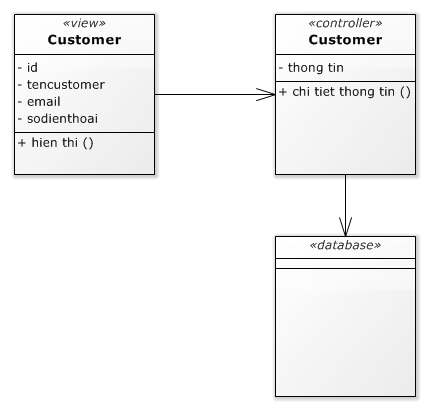 «view»
Customer
- id
- tencustomer
- email
- sodienthoai
+ hien thi ()
«controller»
Customer
- thong tin
+ chi tiet thong tin ()
«database»